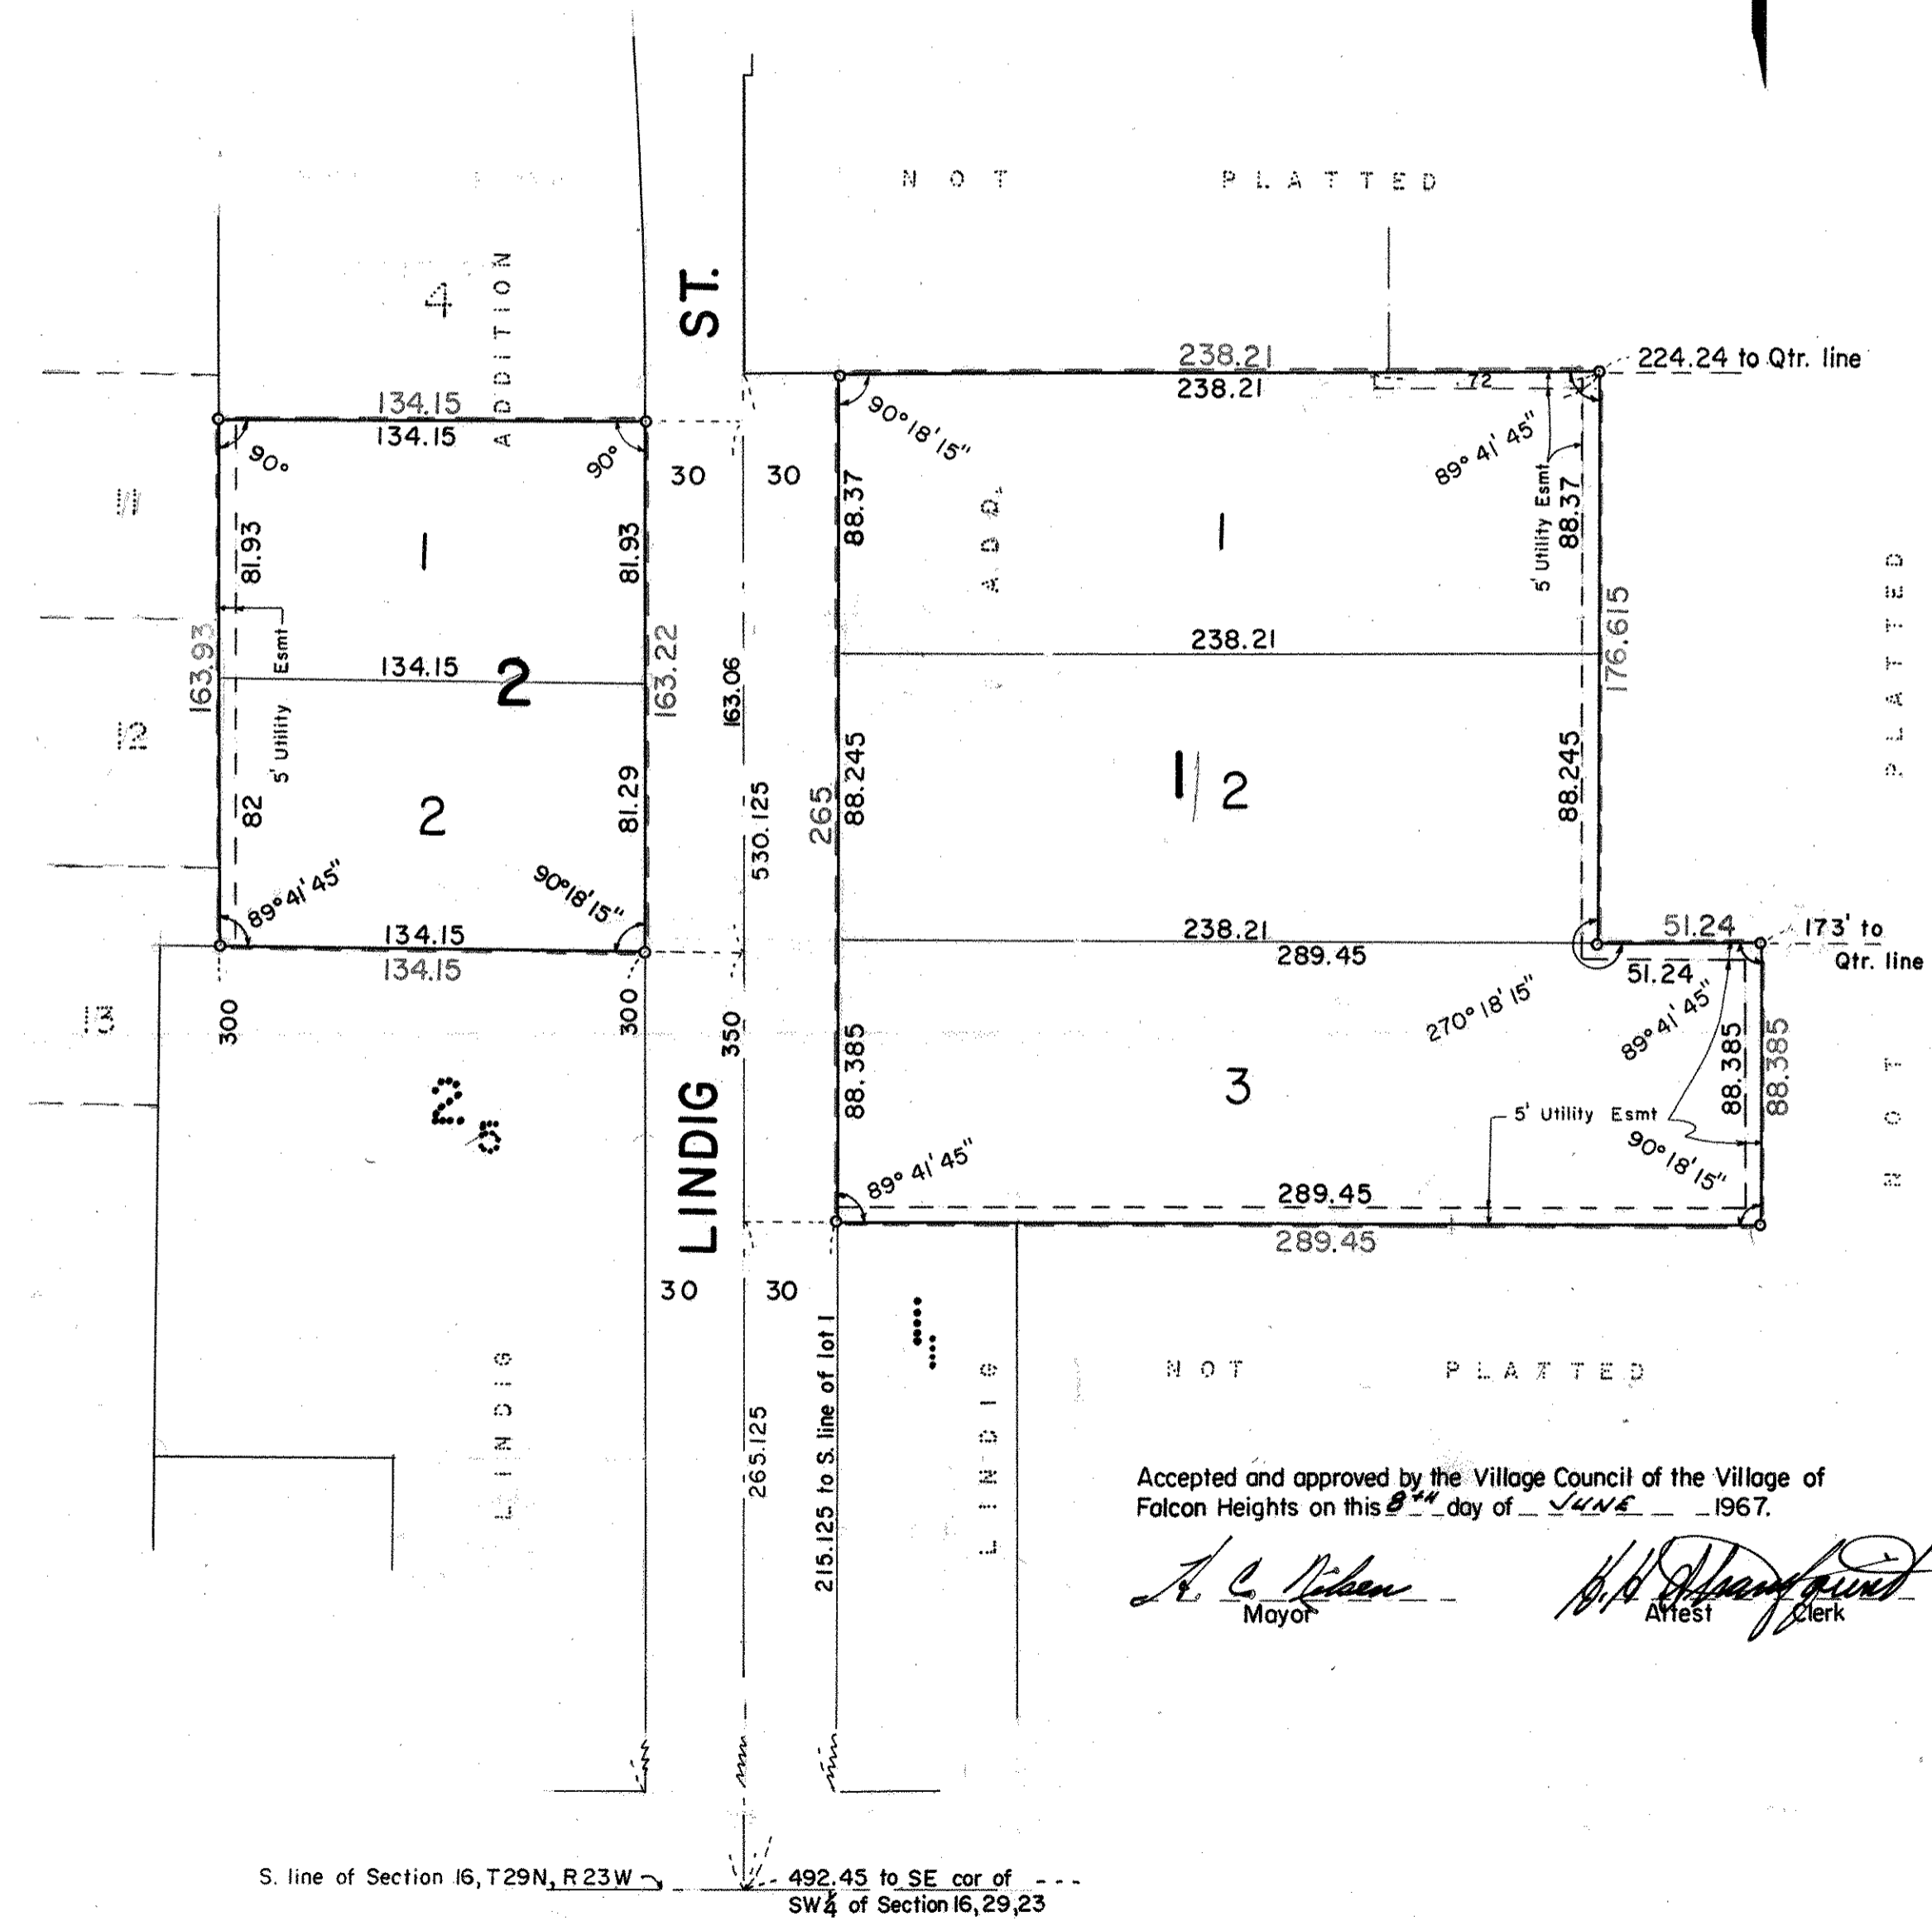 NOT PLATTED
4
ADDITION
ST.
238.21
238.21
72
224.24 to Qtr. line
134.15
134.15
90°
90°
30
30
90°18'15"
89°41'45"
5' Utility Esmt
88.37
88.37
ADD.
1
1
11
81.93
81.93
5' Utility Esmt
163.93
163.22
163.06
134.15
2
238.21
176.615
PLATTED
NOT
12
82
2
81.29
530.125
265
88.245
1
2
88.245
89°41'45"
90°18'15"
134.15
134.15
238.21
289.45
51.24
51.24
173' to
Qtr. line
13
300
300
350
88.385
270°18'15"
89°41'45"
88.385
88.385
3
5' Utility Esmt
90°18'15"
2
5
LINDIG
89°41'45"
289.45
289.45
30
30
LINDIG
265.125
215.125 to S. line of lot 1
LINDIG
NOT PLATTED
Accepted and approved by the Village Council of the Village of
Falcon Heights on this 8th day of JUNE 1967.
Mayor
Attest Clerk
S. line of Section 16, T29N, R23W
492.45 to SE cor of
SW¼ of Section 16,29,23